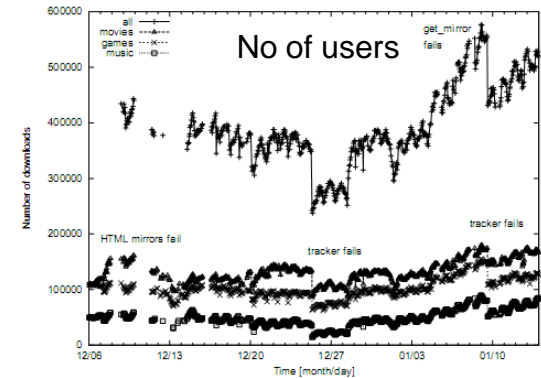 No of users
all
movies
games
music
get_mirror
fails
600000
500000
400000
300000
200000
100000
0
Number of downloads
HTML mirrors fail
tracker fails
tracker fails
12/06
12/13
12/20
12/27
01/03
01/10
Time [month/day]